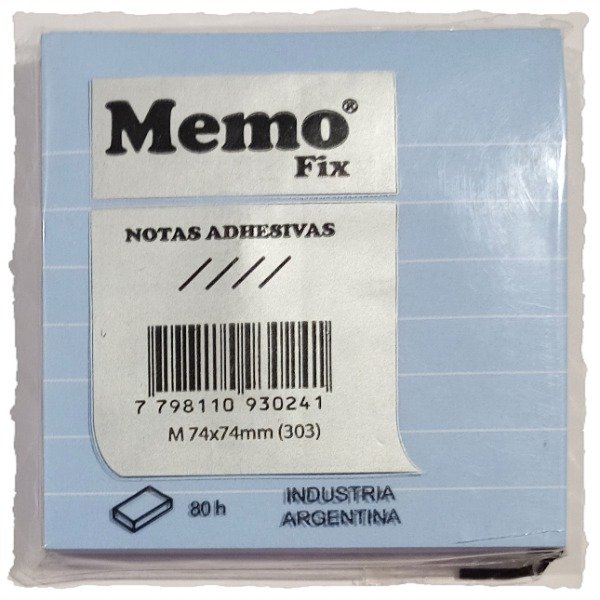 Memo®
Fix
NOTAS ADHESIVAS
7 798110 930241
M 74x74mm (303)
80 h
INDUSTRIA
ARGENTINA